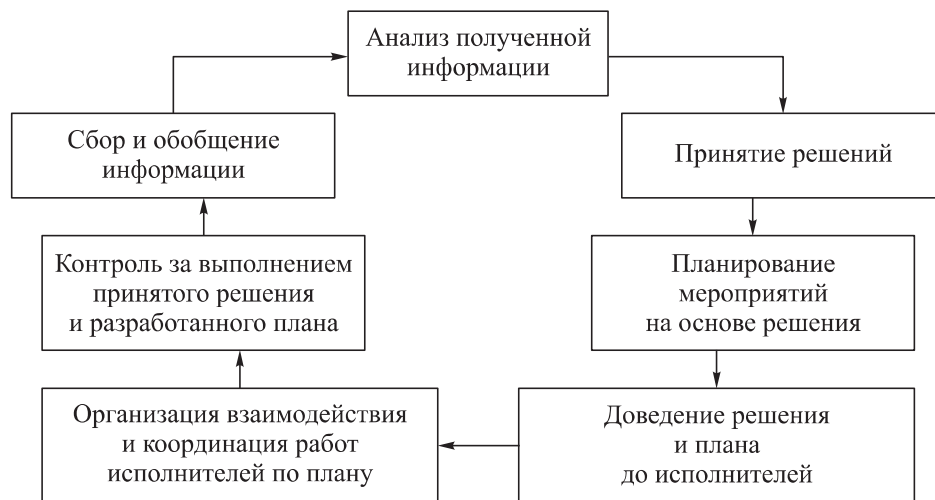 Анализ полученной
информации
Сбор и обобщение
информации
Принятие решений
Контроль за выполнением
принятого решения
и разработанного плана
Планирование
мероприятий
на основе решения
Организация взаимодействия
и координация работ
исполнителей по плану
Доведение решения
и плана
до исполнителей